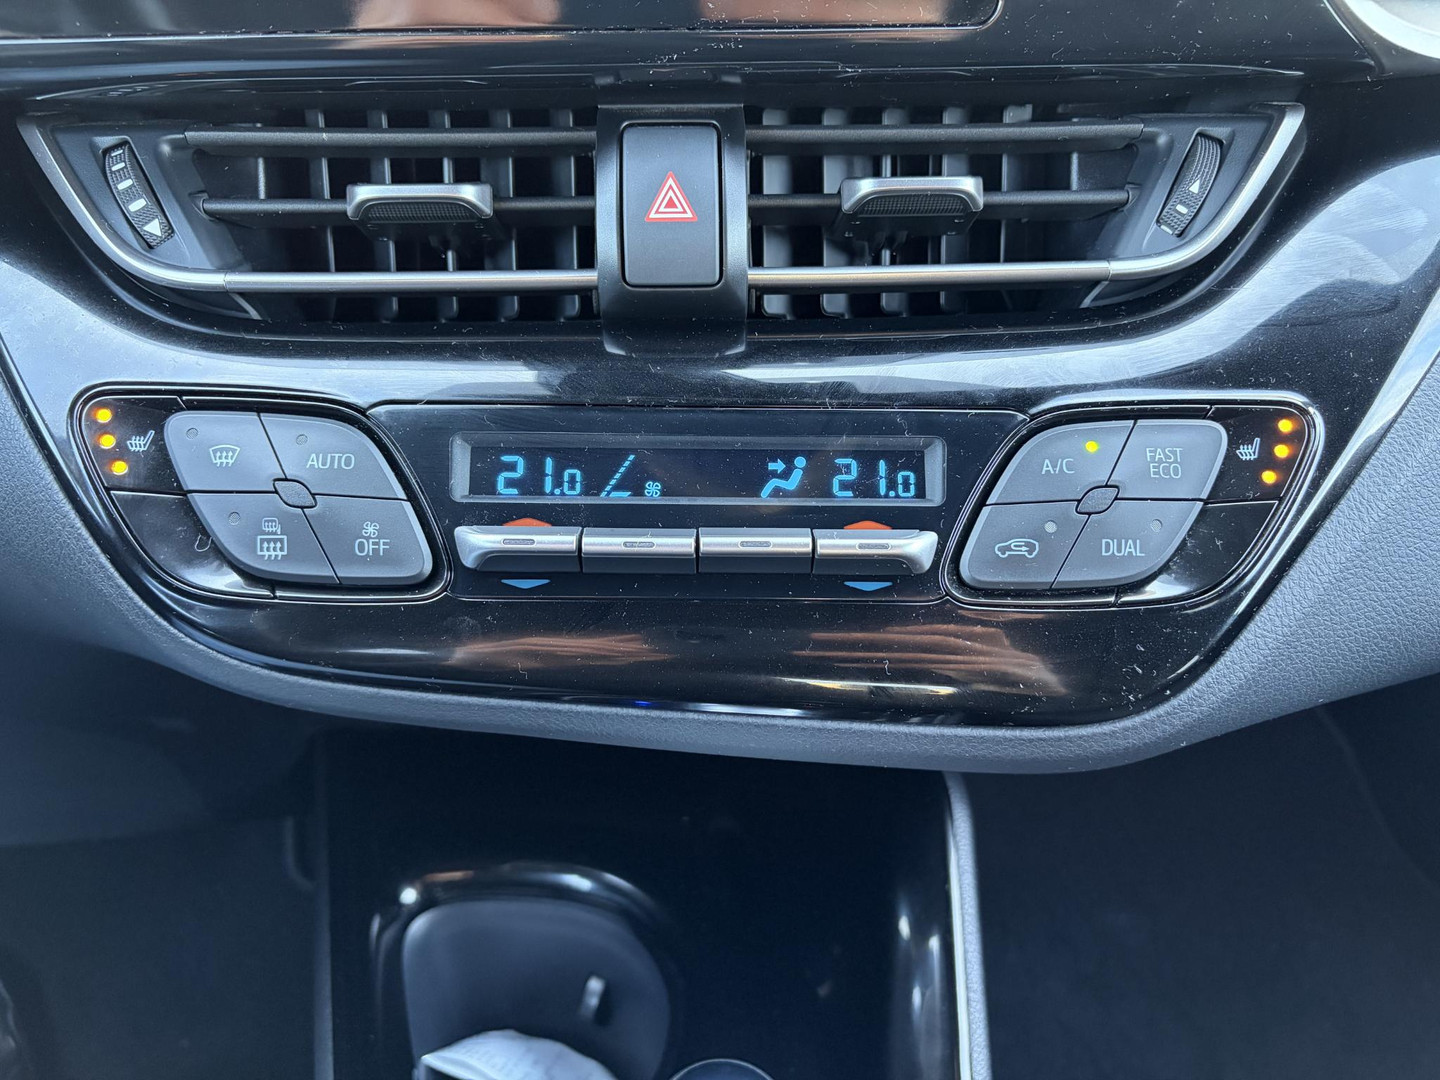 21.0 21.0
AUTO
OFF
A/C
FAST
ECO
DUAL